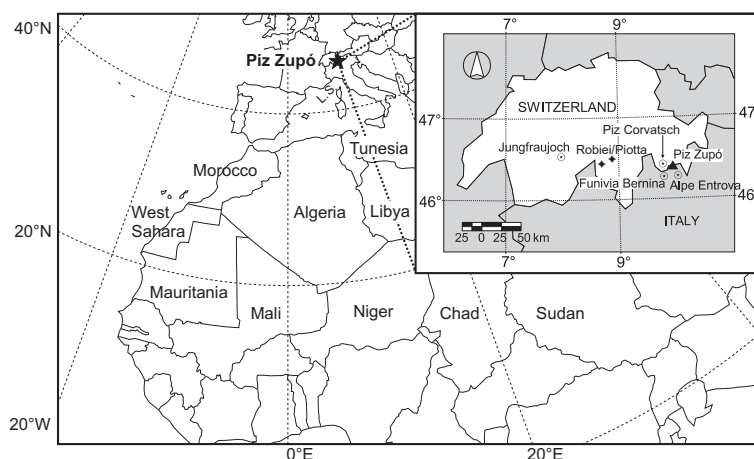 40°N
Piz Zupó
Tunesia
Morocco
West
Sahara
Algeria
Libya
20°N
Mauritania
Mali
Niger
Chad
Sudan
20°W
0°E
20°E
7°
9°
SWITZERLAND
47°
47°
Piz Corvatsch
Jungfraujoch
Robiei/Piotta
Piz Zupó
Funivia Bernina
Alpe Entrova
46°
46°
ITALY
25 0 25 50 km
7°
9°